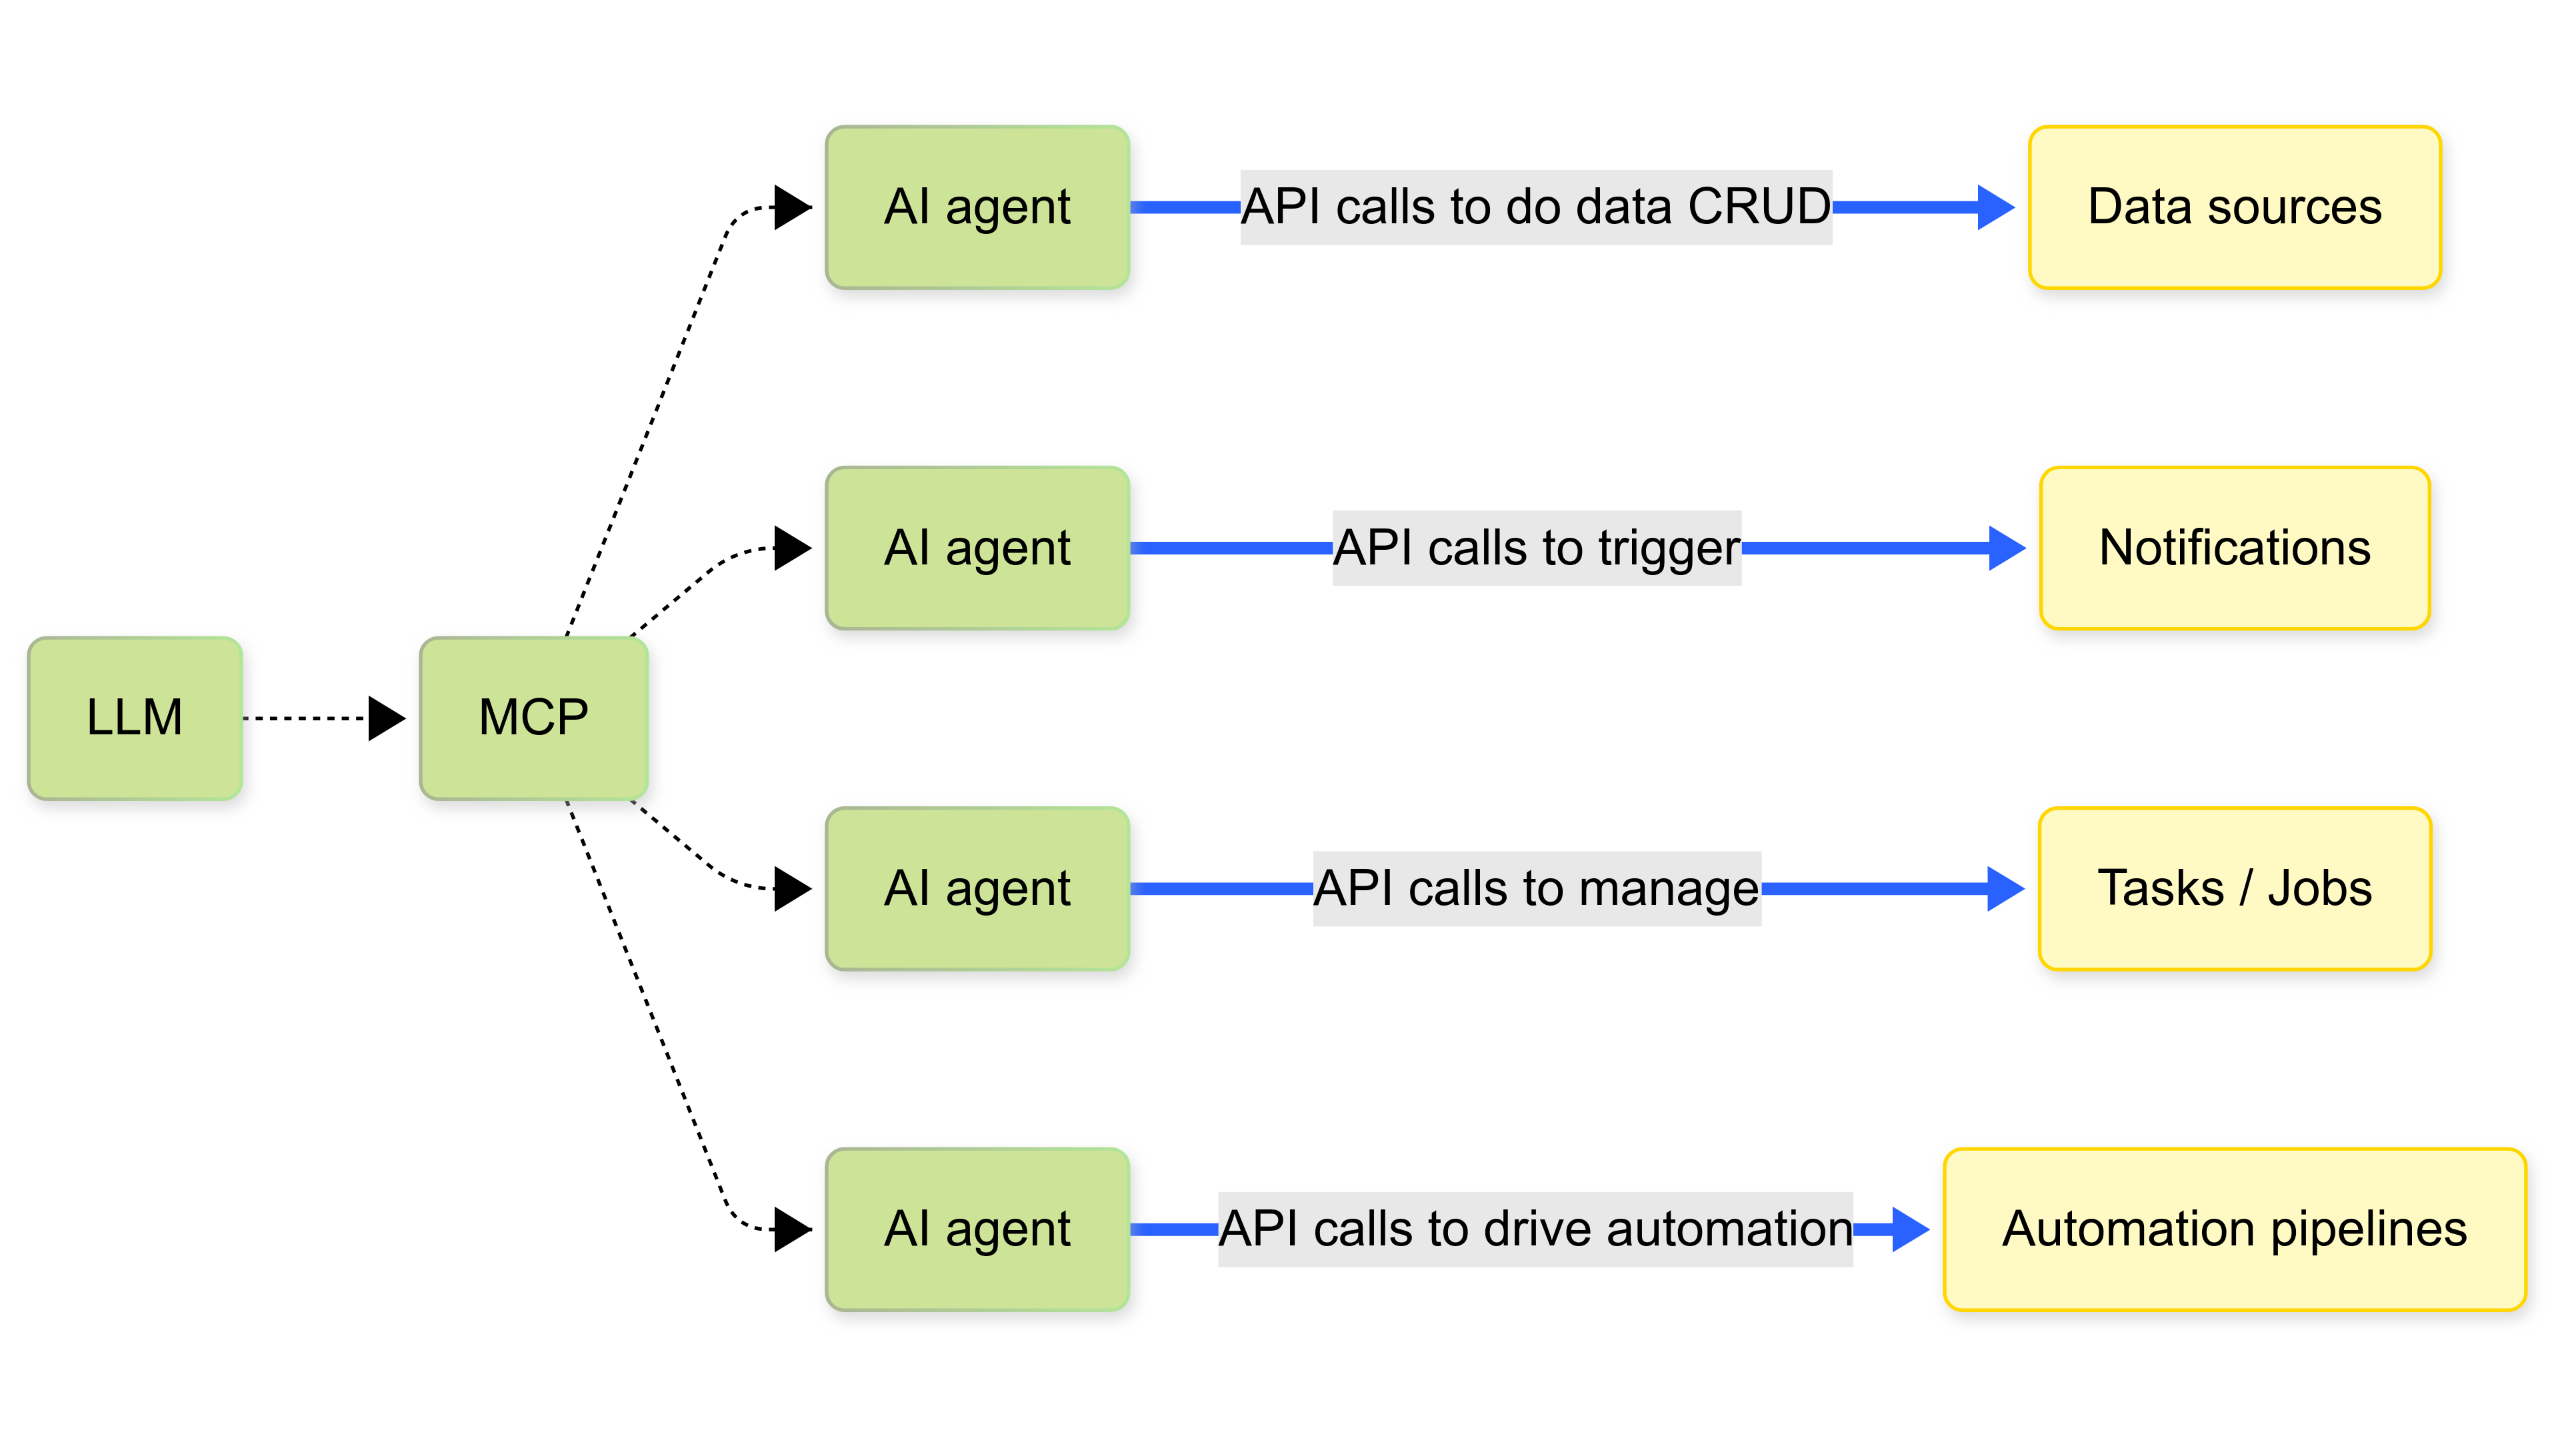 AI agent
API calls to do data CRUD
Data sources
AI agent
API calls to trigger
Notifications
LLM
MCP
AI agent
API calls to manage
Tasks / Jobs
AI agent
API calls to drive automation
Automation pipelines